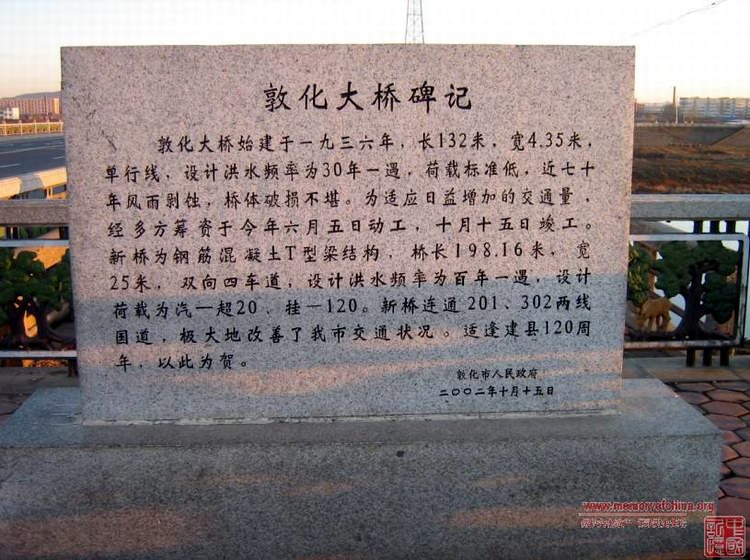 敦化大桥碑记
敦化大桥始建于一九三六年，长132米，宽4.35米，
单行线，设计洪水频率为30年一遇，荷载标准低，近七十
年风雨剥蚀，桥体破损不堪。为适应日益增加的交通量，
经多方筹资于今年六月五日动工，十月十五日竣工。
新桥为钢筋混凝土T型梁结构，桥长198.16米，宽
25米，双向四车道，设计洪水频率为百年一遇，设计
荷载为汽—超20、挂—120。新桥连通201、302两线
国道，极大地改善了我市交通状况。适逢建县120周
年，以此为贺。
敦化市人民政府
二〇〇二年十月十五日
www.memoryofchina.org